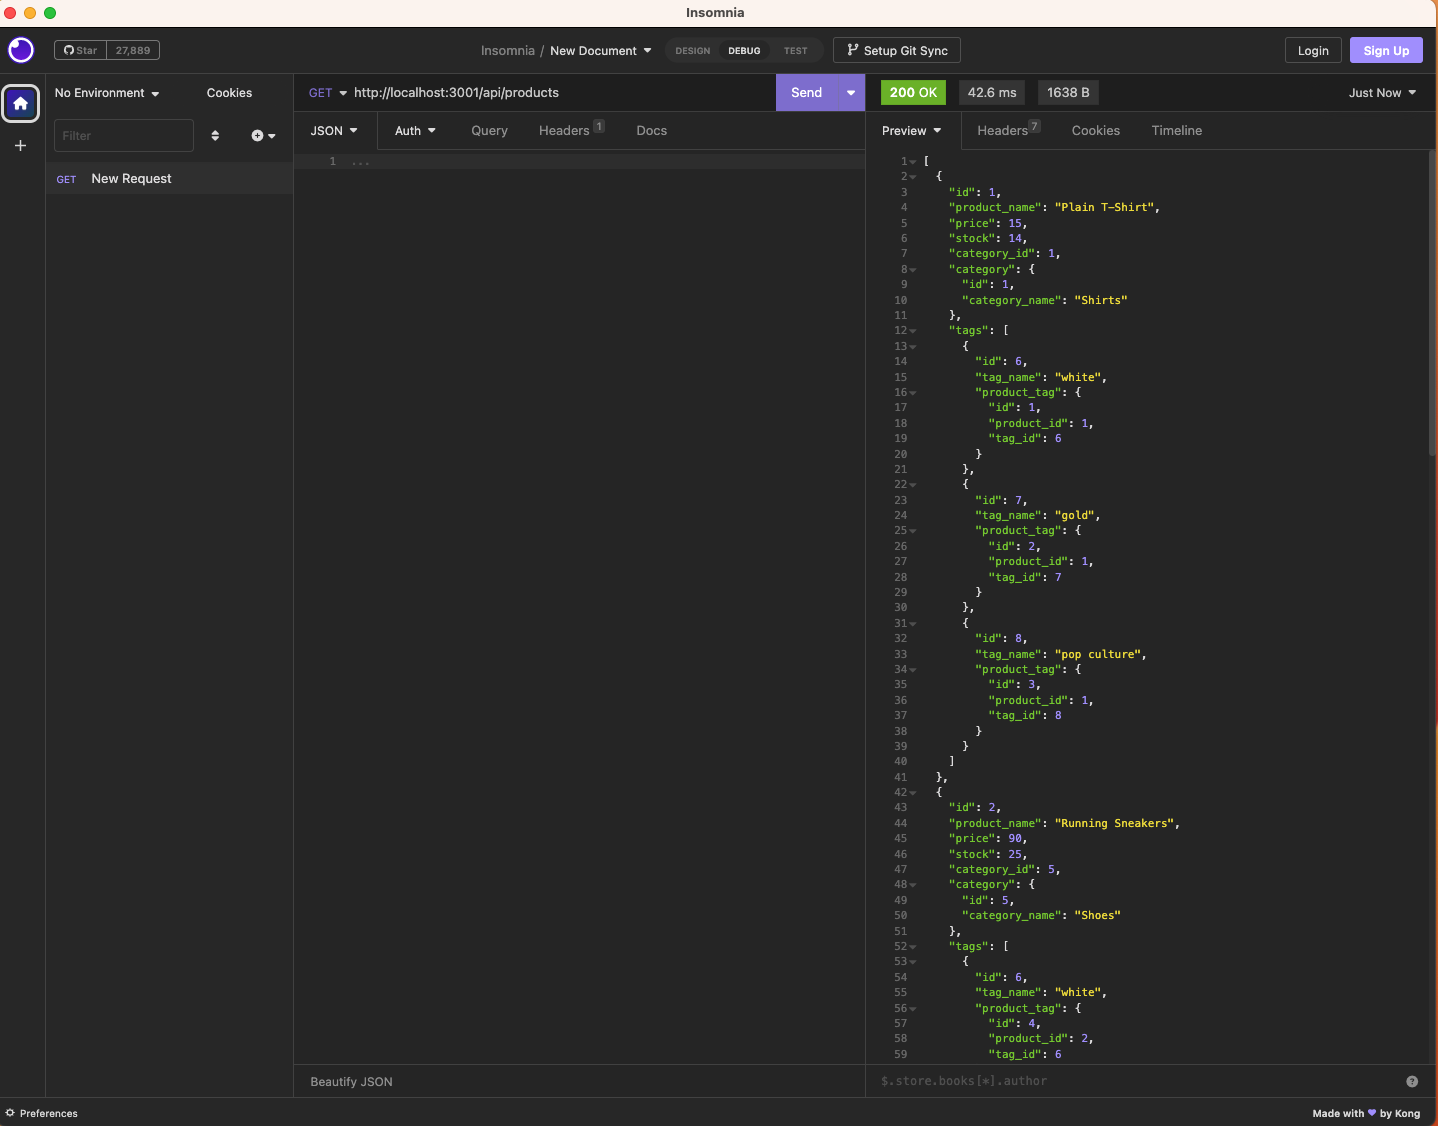 Insomnia
Star 27,889
Insomnia / New Document
DESIGN DEBUG TEST
Setup Git Sync
Login
Sign Up
No Environment
Cookies
Filter
GET New Request
GET http://localhost:3001/api/products
Send
JSON Auth Query Headers 1 Docs
1 ...
200 OK 42.6 ms 1638 B
Just Now
Preview Headers 7 Cookies Timeline
1 [
2 {
3 "id": 1,
4 "product_name": "Plain T-Shirt",
5 "price": 15,
6 "stock": 14,
7 "category_id": 1,
8 "category": {
9 "id": 1,
10 "category_name": "Shirts"
11 },
12 "tags": [
13 {
14 "id": 6,
15 "tag_name": "white",
16 "product_tag": {
17 "id": 1,
18 "product_id": 1,
19 "tag_id": 6
20 }
21 },
22 {
23 "id": 7,
24 "tag_name": "gold",
25 "product_tag": {
26 "id": 2,
27 "product_id": 1,
28 "tag_id": 7
29 }
30 },
31 {
32 "id": 8,
33 "tag_name": "pop culture",
34 "product_tag": {
35 "id": 3,
36 "product_id": 1,
37 "tag_id": 8
38 }
39 }
40 ]
41 },
42 {
43 "id": 2,
44 "product_name": "Running Sneakers",
45 "price": 90,
46 "stock": 25,
47 "category_id": 5,
48 "category": {
49 "id": 5,
50 "category_name": "Shoes"
51 },
52 "tags": [
53 {
54 "id": 6,
55 "tag_name": "white",
56 "product_tag": {
57 "id": 4,
58 "product_id": 2,
59 "tag_id": 6
Beautify JSON
$.store.books[*].author
?
Preferences
Made with 💜 by Kong